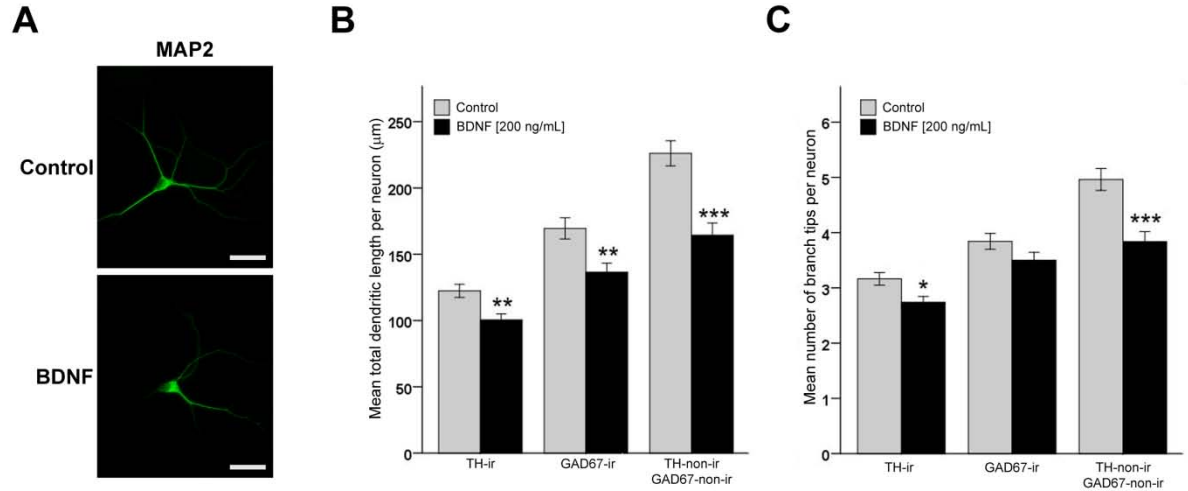 A
MAP2
Control
BDNF
B
Mean total dendritic length per neuron (μm)
Control
BDNF [200 ng/mL]
250
200
150
100
50
0
**
**
***
TH-ir
GAD67-ir
TH-non-ir
GAD67-non-ir
C
Mean number of branch tips per neuron
Control
BDNF [200 ng/mL]
6
5
4
3
2
1
0
*
***
TH-ir
GAD67-ir
TH-non-ir
GAD67-non-ir